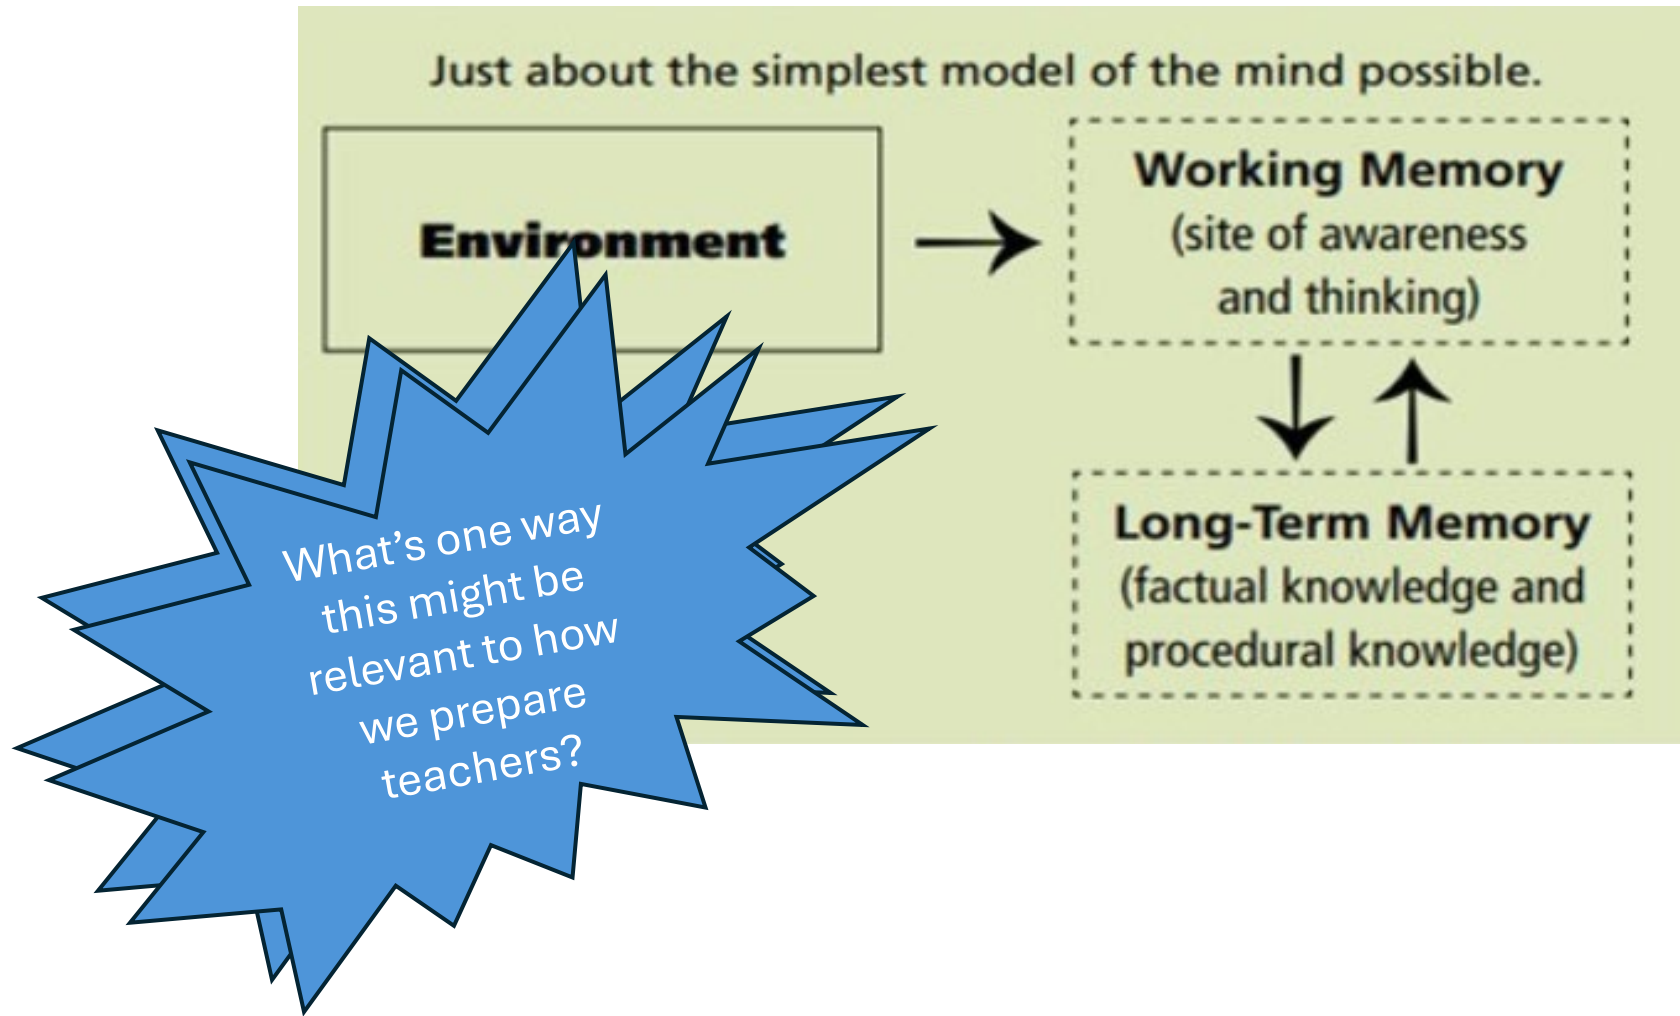 Just about the simplest model of the mind possible.
Environment
Working Memory
(site of awareness
and thinking)
Long-Term Memory
(factual knowledge and
procedural knowledge)
What’s one way
this might be
relevant to how
we prepare
teachers?